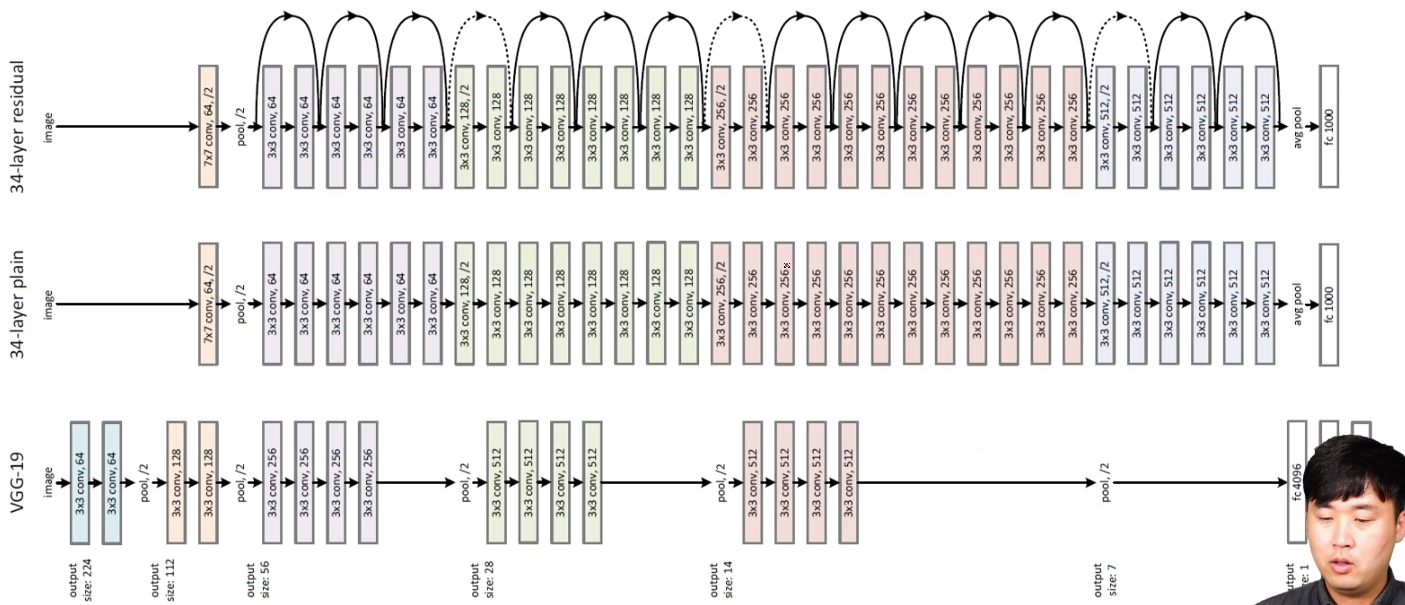 34-layer residual
image
7x7 conv, 64, /2
pool, /2
3x3 conv, 64
3x3 conv, 64
3x3 conv, 64
3x3 conv, 64
3x3 conv, 64
3x3 conv, 64
3x3 conv, 128, /2
3x3 conv, 128
3x3 conv, 128
3x3 conv, 128
3x3 conv, 128
3x3 conv, 128
3x3 conv, 128
3x3 conv, 128
3x3 conv, 256, /2
3x3 conv, 256
3x3 conv, 256
3x3 conv, 256
3x3 conv, 256
3x3 conv, 256
3x3 conv, 256
3x3 conv, 256
3x3 conv, 256
3x3 conv, 256
3x3 conv, 256
3x3 conv, 256
3x3 conv, 512, /2
3x3 conv, 512
3x3 conv, 512
3x3 conv, 512
3x3 conv, 512
3x3 conv, 512
avg pool
fc 1000
34-layer plain
image
7x7 conv, 64, /2
pool, /2
3x3 conv, 64
3x3 conv, 64
3x3 conv, 64
3x3 conv, 64
3x3 conv, 64
3x3 conv, 64
3x3 conv, 128, /2
3x3 conv, 128
3x3 conv, 128
3x3 conv, 128
3x3 conv, 128
3x3 conv, 128
3x3 conv, 128
3x3 conv, 128
3x3 conv, 256, /2
3x3 conv, 256
3x3 conv, 256
3x3 conv, 256
3x3 conv, 256
3x3 conv, 256
3x3 conv, 256
3x3 conv, 256
3x3 conv, 256
3x3 conv, 256
3x3 conv, 256
3x3 conv, 256
3x3 conv, 512, /2
3x3 conv, 512
3x3 conv, 512
3x3 conv, 512
3x3 conv, 512
3x3 conv, 512
avg pool
fc 1000
VGG-19
image
3x3 conv, 64
3x3 conv, 64
pool, /2
3x3 conv, 128
3x3 conv, 128
pool, /2
3x3 conv, 256
3x3 conv, 256
3x3 conv, 256
3x3 conv, 256
pool, /2
3x3 conv, 512
3x3 conv, 512
3x3 conv, 512
3x3 conv, 512
pool, /2
3x3 conv, 512
3x3 conv, 512
3x3 conv, 512
3x3 conv, 512
pool, /2
fc 4096
output
size: 224
output
size: 112
output
size: 56
output
size: 28
output
size: 14
output
size: 7